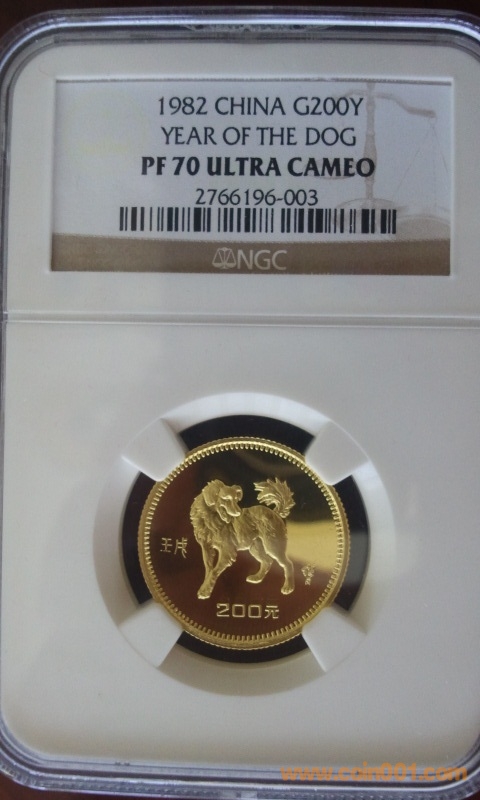 1982 CHINA G200Y
YEAR OF THE DOG
PF 70 ULTRA CAMEO
2766196-003
NGC
壬戌
200元
www.coin001.com